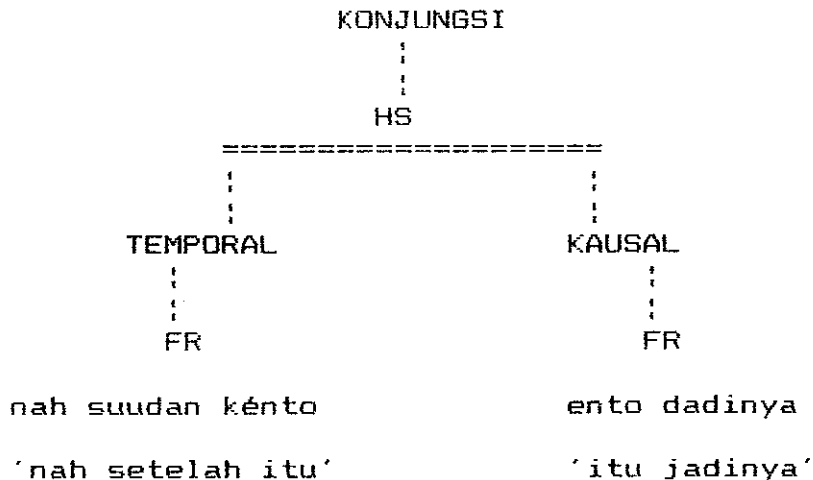 KONJUNGSI
HS
====================
TEMPORAL KAUSAL
FR FR
nah suudan kénto ento dadinya
'nah setelah itu' 'itu jadinya'